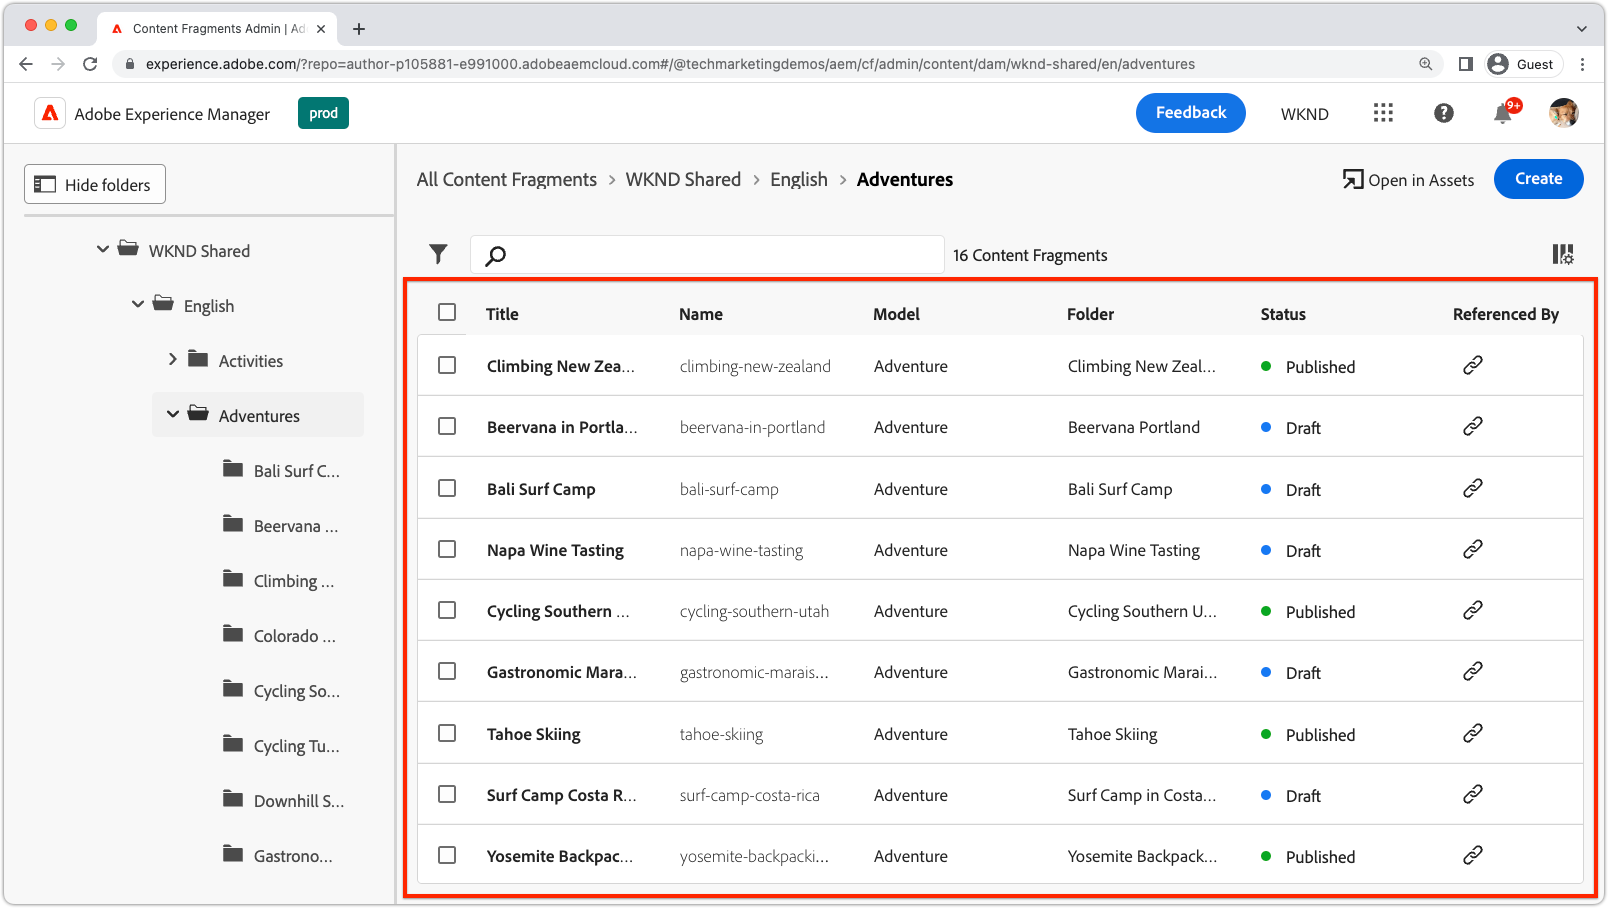 Content Fragments Admin | Ad
experience.adobe.com/?repo=author-p105881-e991000.adobeaemcloud.com#/@techmarketingdemos/aem/cf/admin/content/dam/wknd-shared/en/adventures
Guest
Adobe Experience Manager prod Feedback WKND 9+
Hide folders
All Content Fragments > WKND Shared > English > Adventures Open in Assets Create
WKND Shared
English
Activities
Adventures
Bali Surf C...
Beervana ...
Climbing ...
Colorado ...
Cycling So...
Cycling Tu...
Downhill S...
Gastrono...
16 Content Fragments
Title Name Model Folder Status Referenced By
Climbing New Zea... climbing-new-zealand Adventure Climbing New Zeal... Published
Beervana in Portla... beervana-in-portland Adventure Beervana Portland Draft
Bali Surf Camp bali-surf-camp Adventure Bali Surf Camp Draft
Napa Wine Tasting napa-wine-tasting Adventure Napa Wine Tasting Draft
Cycling Southern ... cycling-southern-utah Adventure Cycling Southern U... Published
Gastronomic Mara... gastronomic-marais... Adventure Gastronomic Marai... Draft
Tahoe Skiing tahoe-skiing Adventure Tahoe Skiing Published
Surf Camp Costa R... surf-camp-costa-rica Adventure Surf Camp in Costa... Draft
Yosemite Backpac... yosemite-backpacki... Adventure Yosemite Backpack... Published